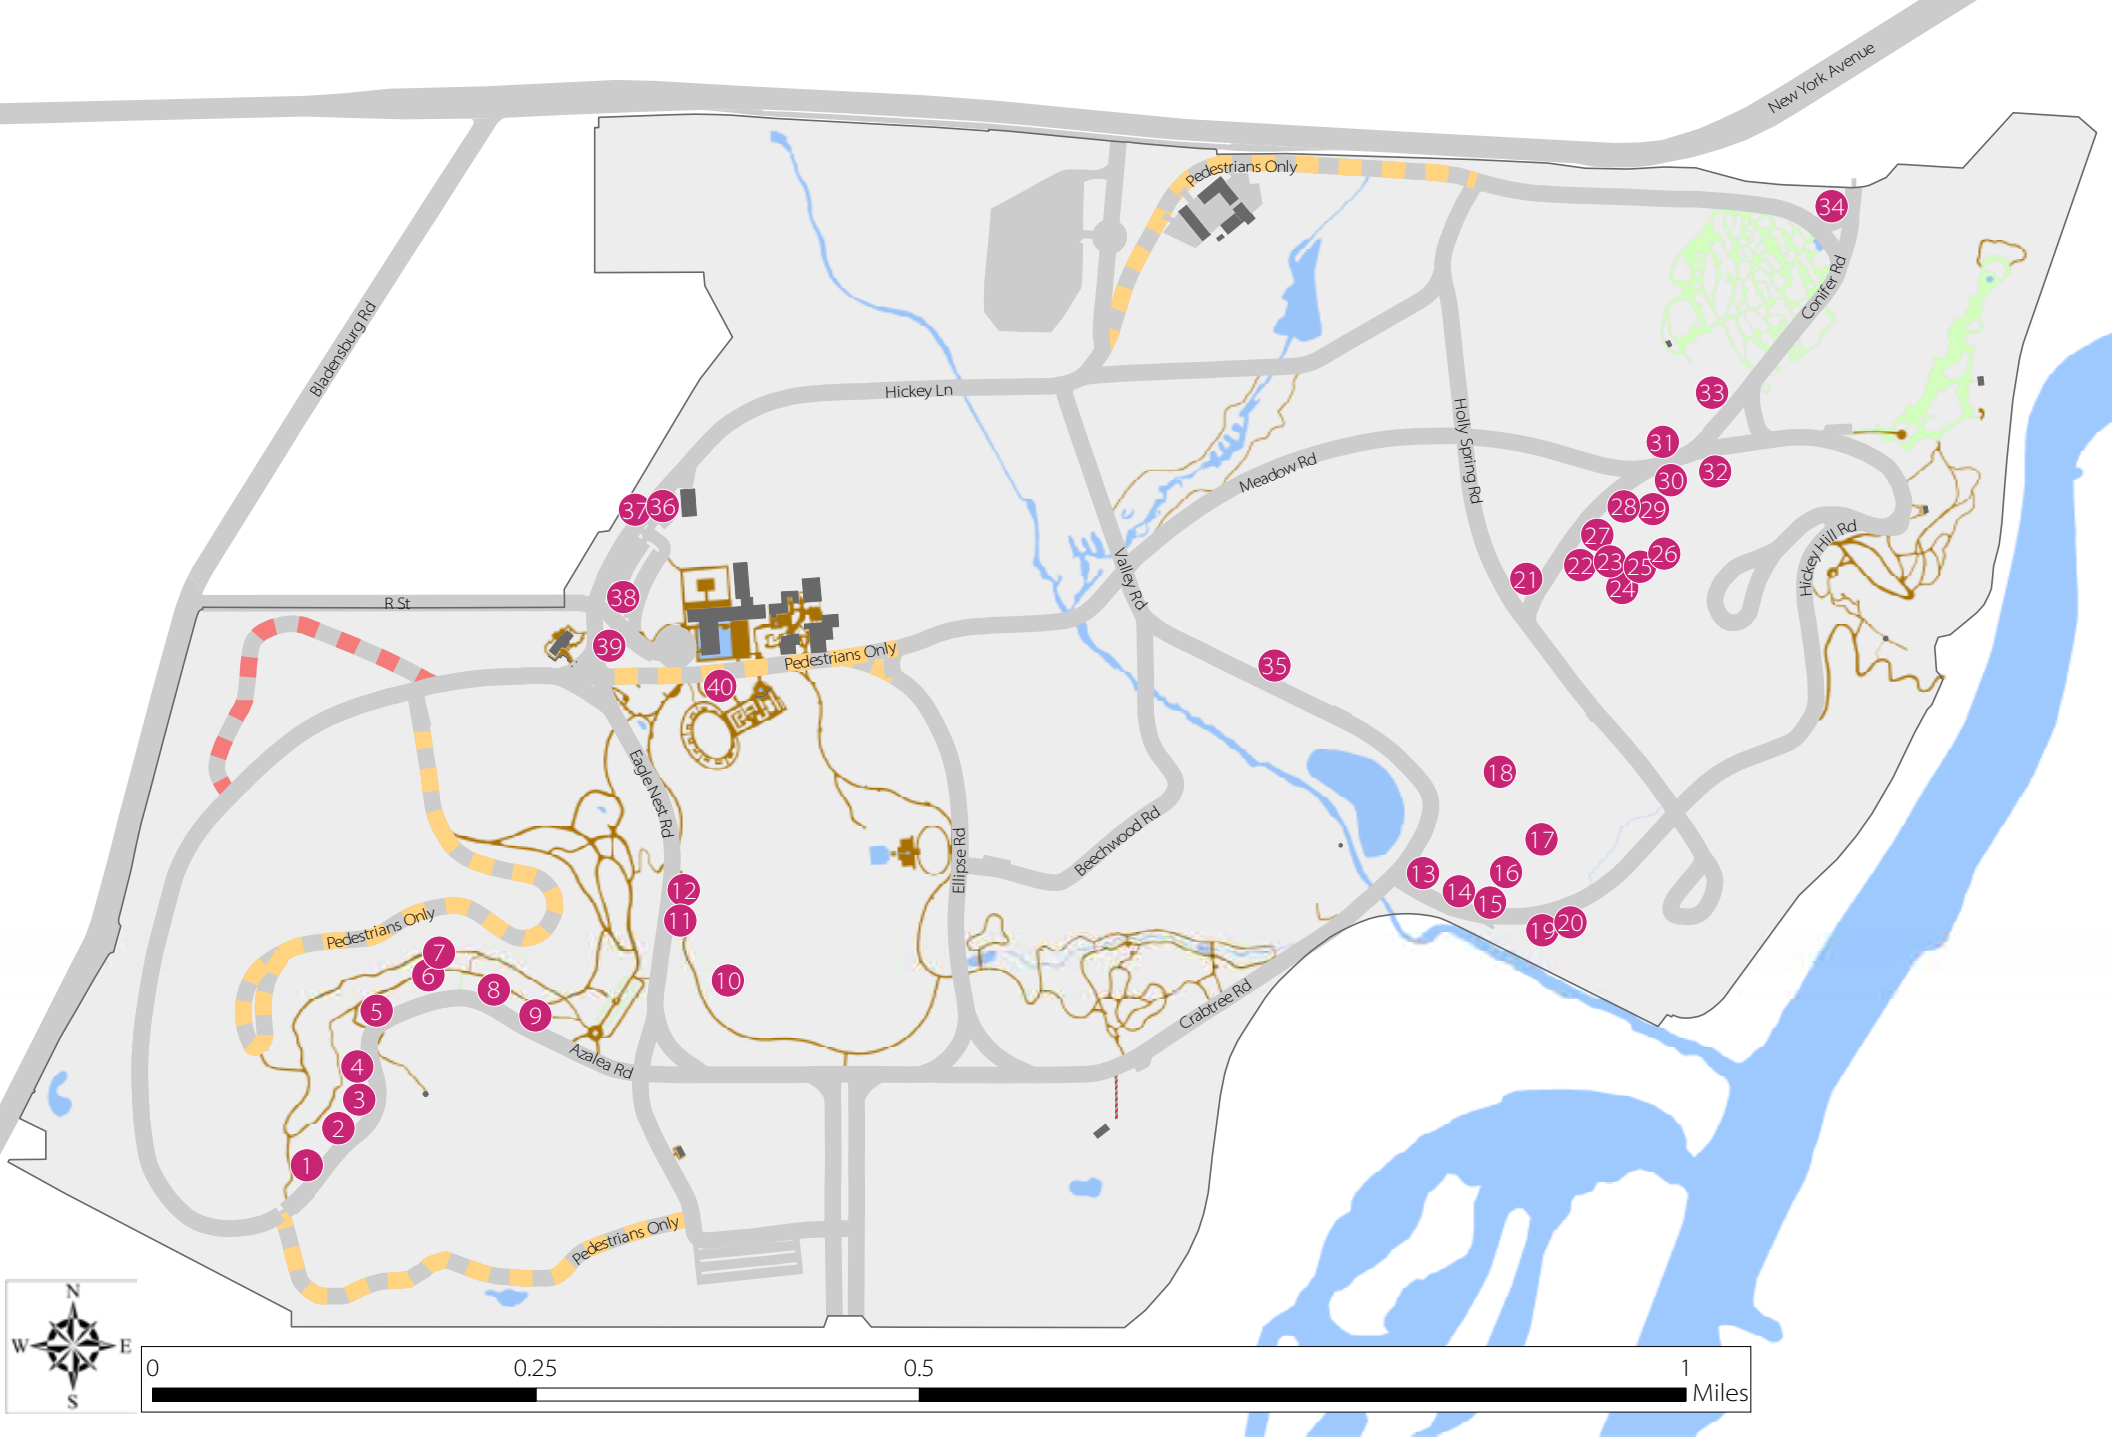 New York Avenue
Pedestrians Only
34
Conifer Rd
Bladensburg Rd
Hickey Ln
33
Holly Spring Rd
31
Meadow Rd
32
30
37
36
28
29
27
Hickey Hill Rd
26
23
22
25
Valley Rd
21
24
38
R St
39
Pedestrians Only
35
40
Eagle Nest Rd
18
Ellipse Rd
Beechwood Rd
17
13
16
12
14
15
Pedestrians Only
11
20
19
7
6
10
8
Crabtree Rd
5
9
Azalea Rd
4
3
2
1
Pedestrians Only
N
W
E
S
0
0.25
0.5
1
Miles